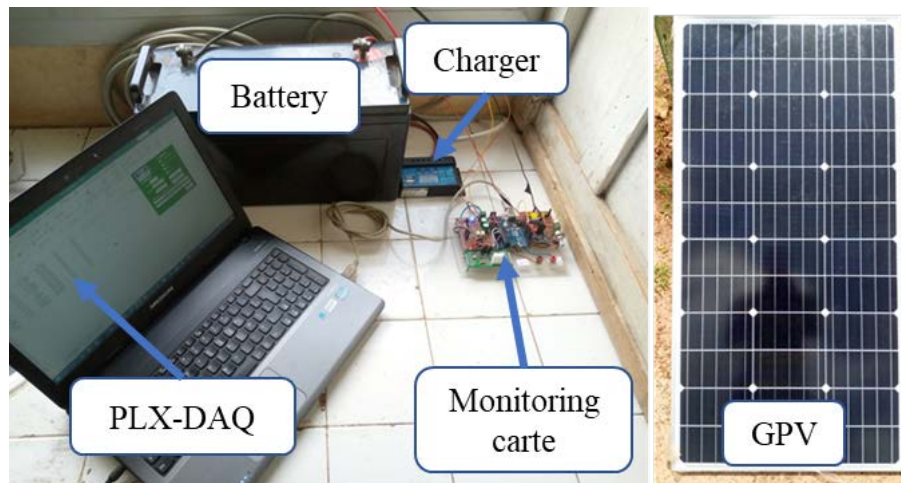 Charger
Battery
PLX-DAQ
Monitoring
carte
GPV